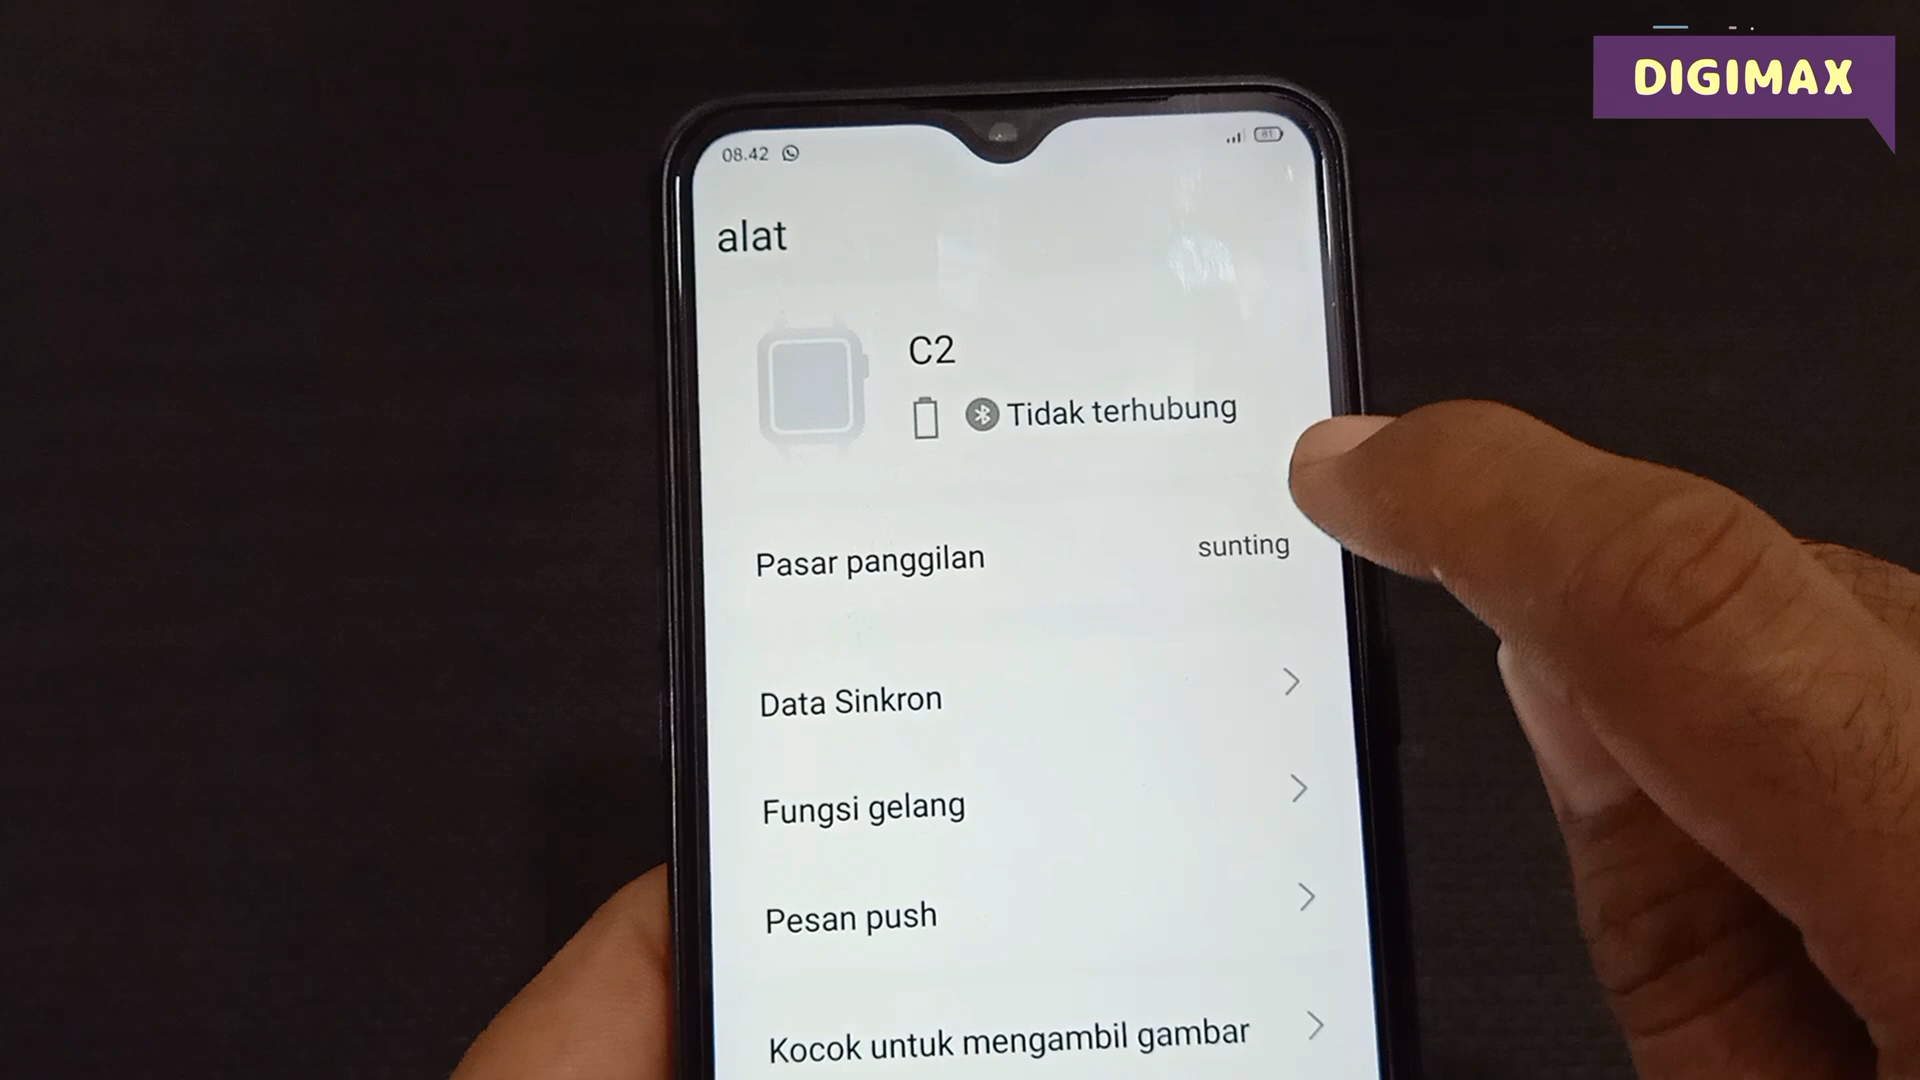 DIGIMAX
08.42
81
alat
C2
Tidak terhubung
Pasar panggilan sunting
Data Sinkron
Fungsi gelang
Pesan push
Kocok untuk mengambil gambar